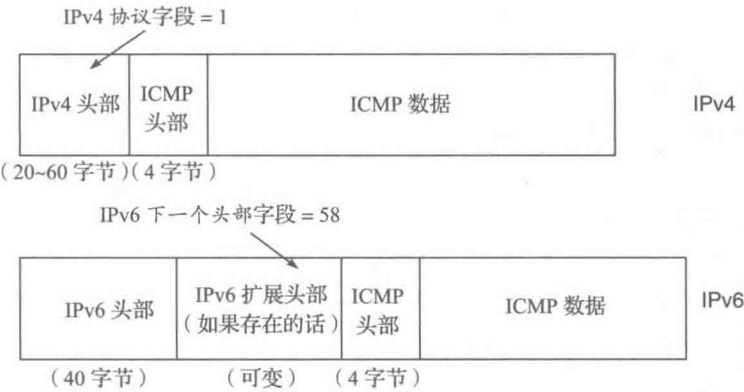 IPv4 协议字段 = 1
IPv4 头部
ICMP
头部
ICMP 数据
IPv4
(20~60 字节)(4 字节)
IPv6 下一个头部字段 = 58
IPv6 头部
IPv6 扩展头部
(如果存在的话)
ICMP
头部
ICMP 数据
IPv6
(40 字节)
(可变)
(4 字节)